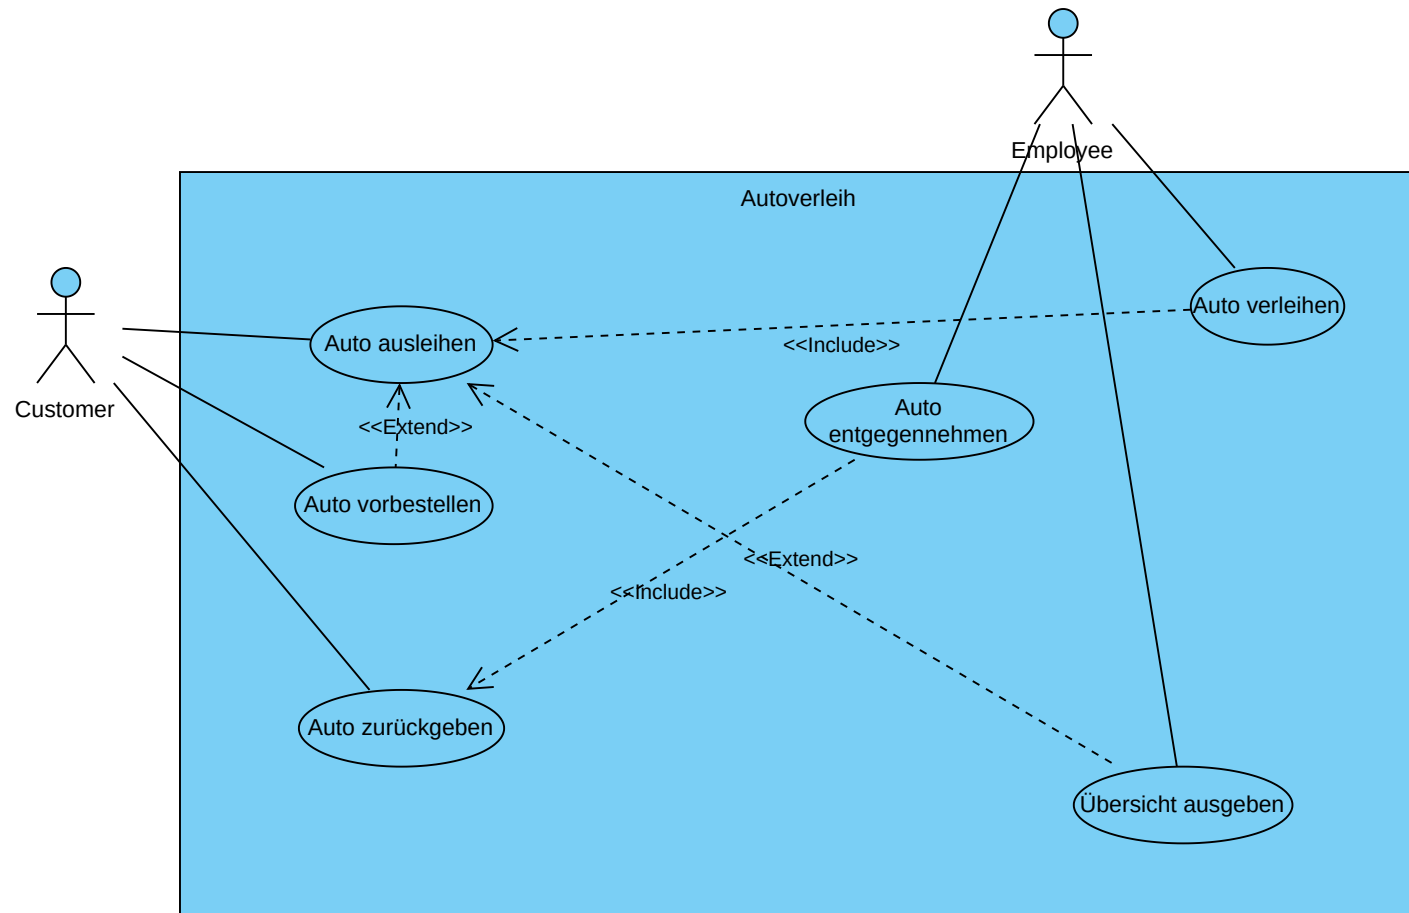 Employee
Autoverleih
Auto verleihen
Auto ausleihen
<<Include>>
Customer
Auto
entgegennehmen
<<Extend>>
Auto vorbestellen
<<Extend>>
<<Include>>
Auto zurückgeben
Übersicht ausgeben